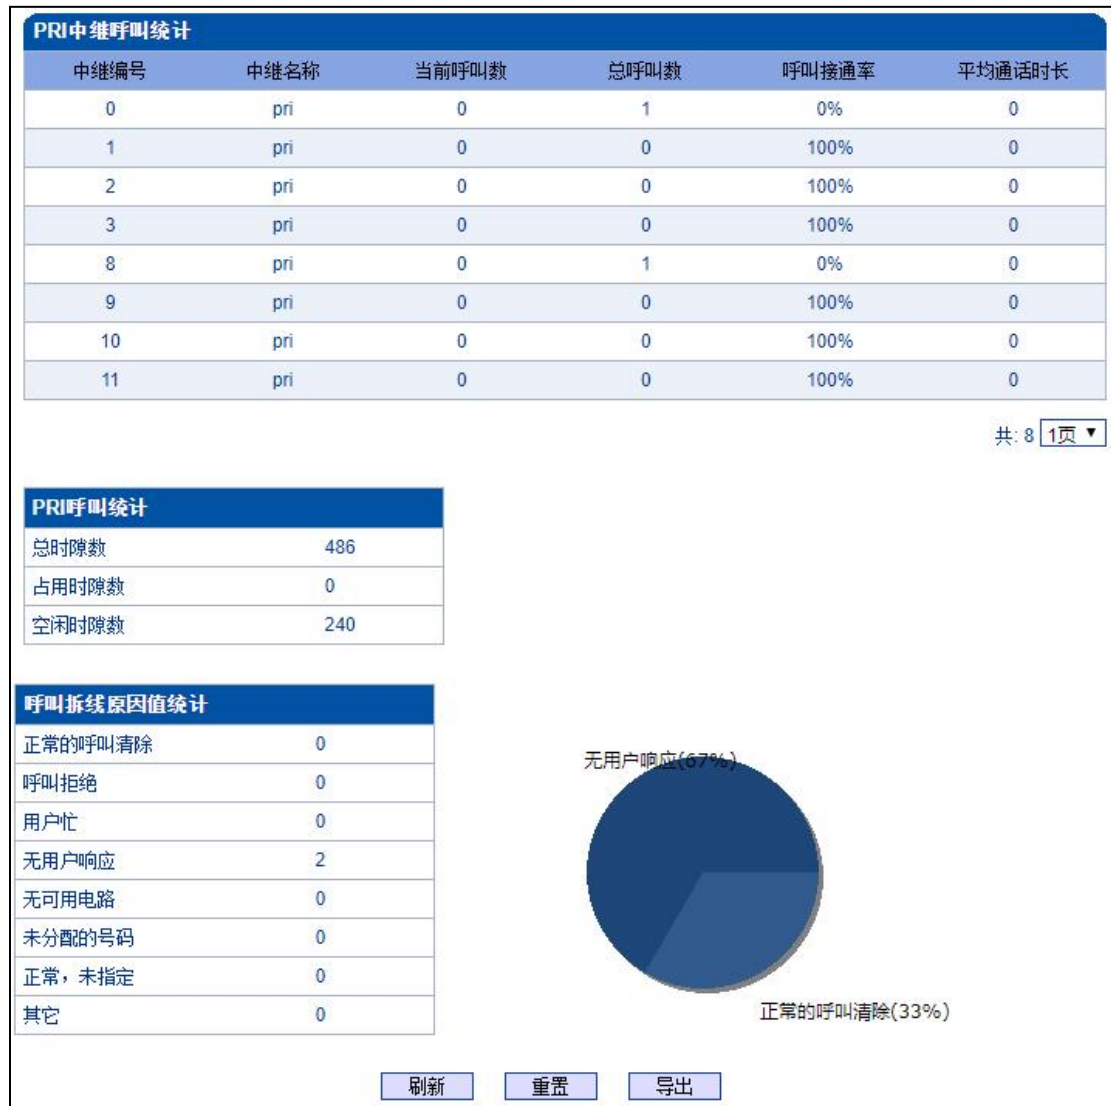 PRI中继呼叫统计
中继编号 中继名称 当前呼叫数 总呼叫数 呼叫接通率 平均通话时长
0 pri 0 1 0% 0
1 pri 0 0 100% 0
2 pri 0 0 100% 0
3 pri 0 0 100% 0
8 pri 0 1 0% 0
9 pri 0 0 100% 0
10 pri 0 0 100% 0
11 pri 0 0 100% 0
共: 8 1页
PRI呼叫统计
总时隙数 486
占用时隙数 0
空闲时隙数 240
呼叫拆线原因值统计
正常的呼叫清除 0
呼叫拒绝 0
用户忙 0
无用户响应 2
无可用电路 0
未分配的号码 0
正常，未指定 0
其它 0
无用户响应(67%)
正常的呼叫清除(33%)
刷新 重置 导出